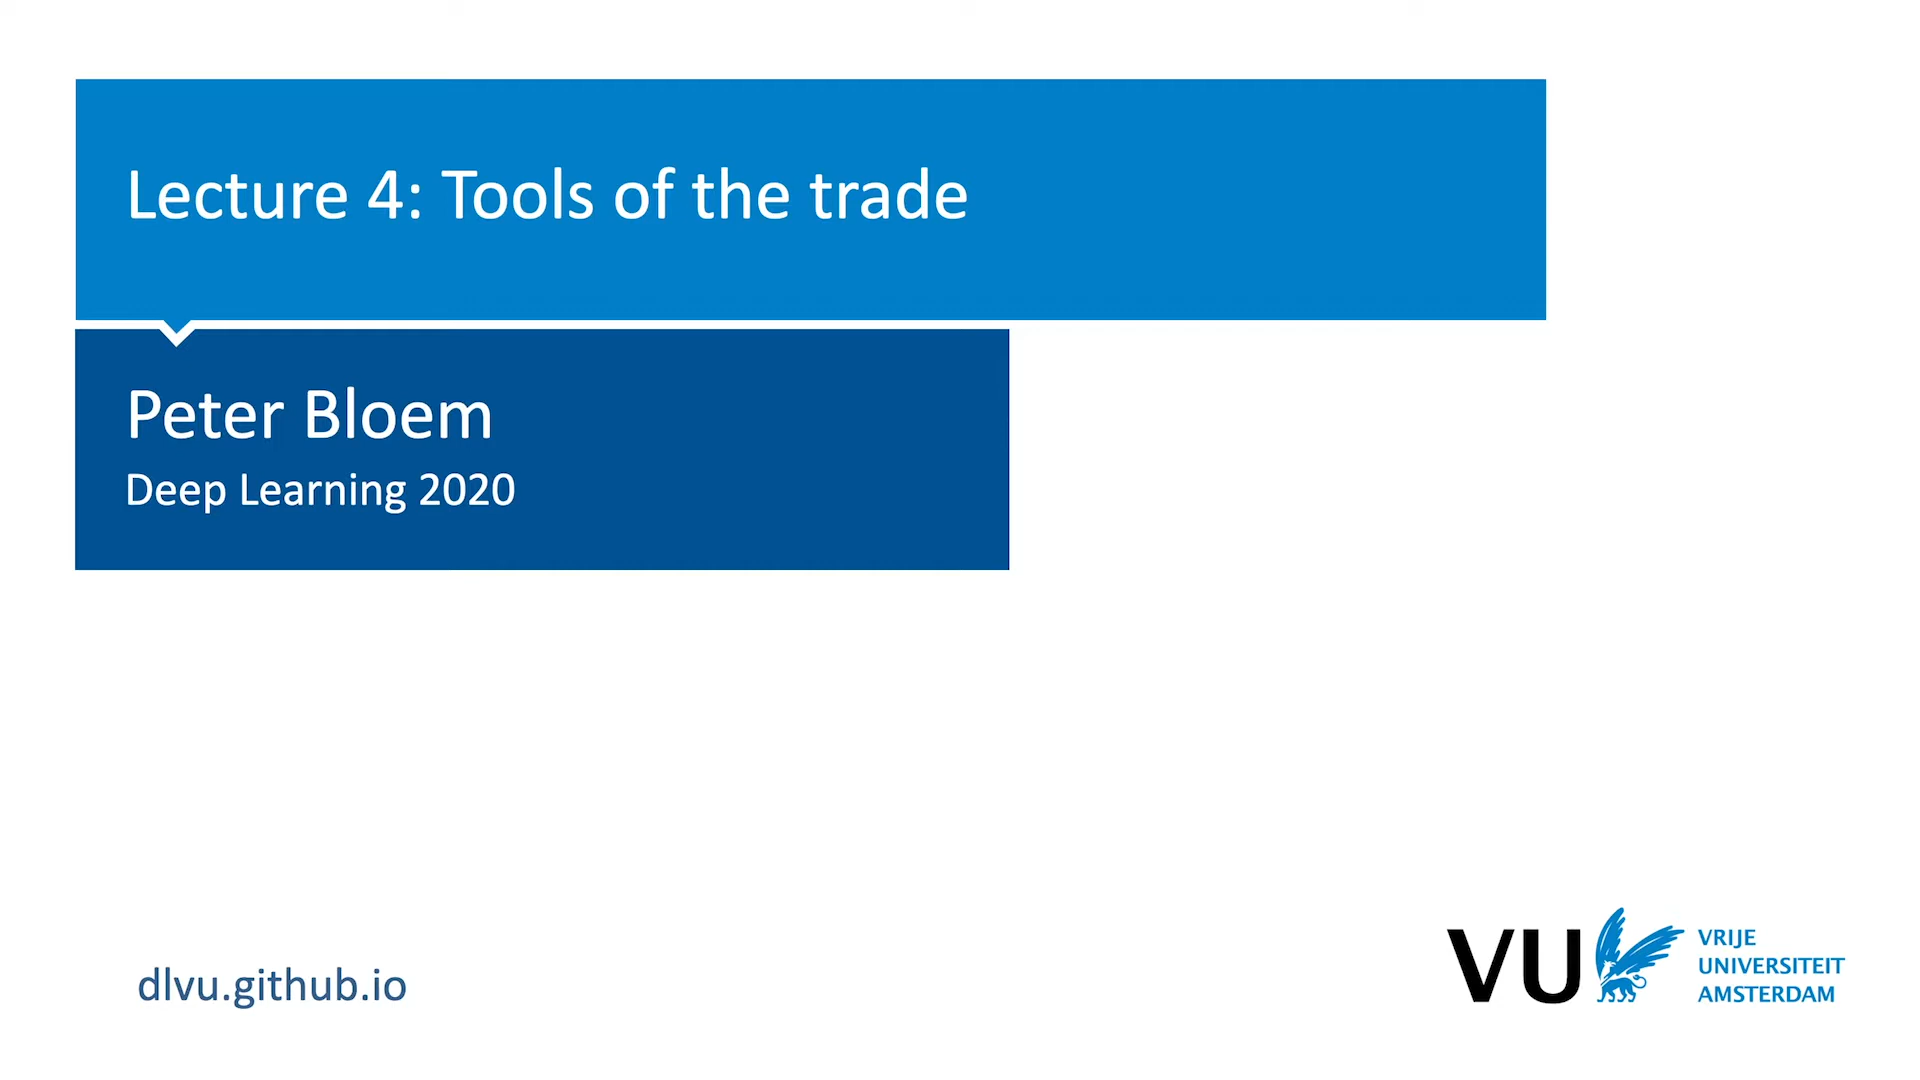 Lecture 4: Tools of the trade
Peter Bloem
Deep Learning 2020
dlvu.github.io
VU
VRIJE
UNIVERSITEIT
AMSTERDAM